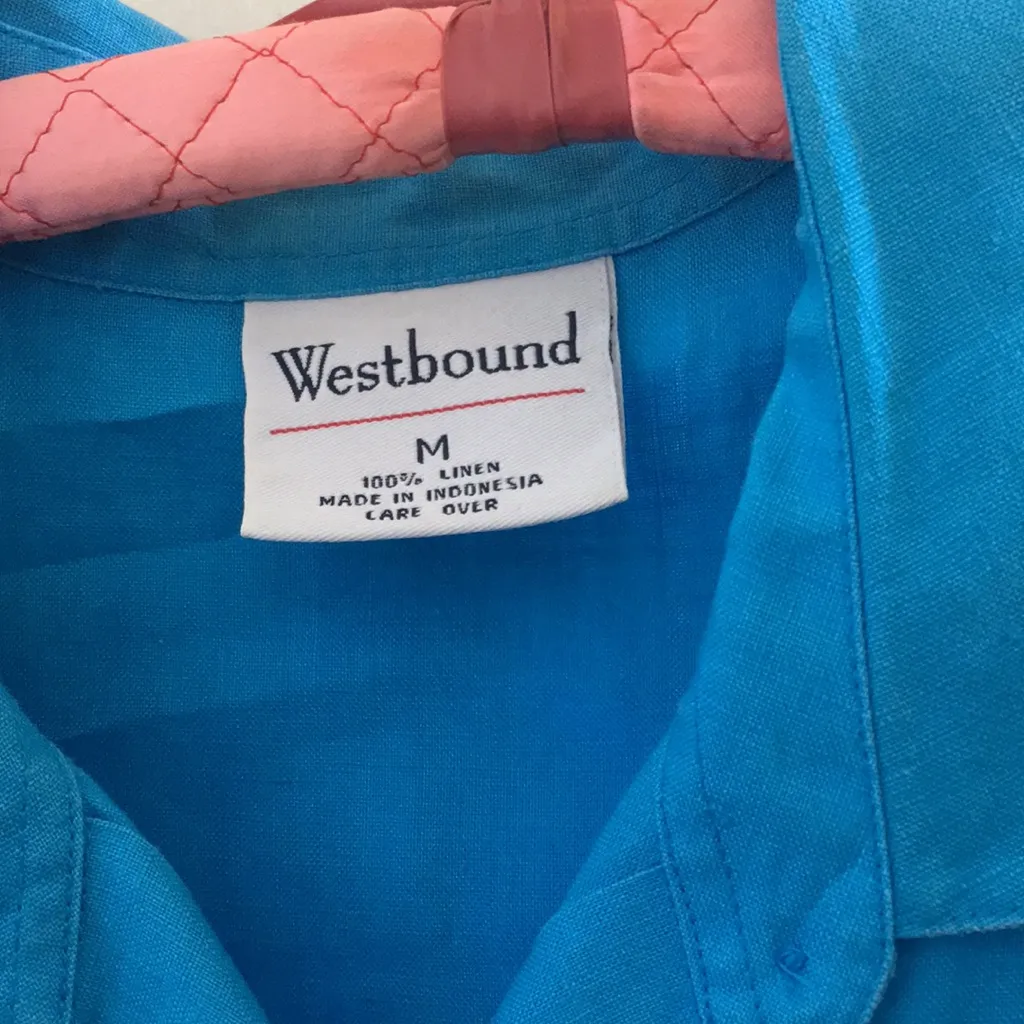 Westbound
M
100% LINEN
MADE IN INDONESIA
CARE OVER